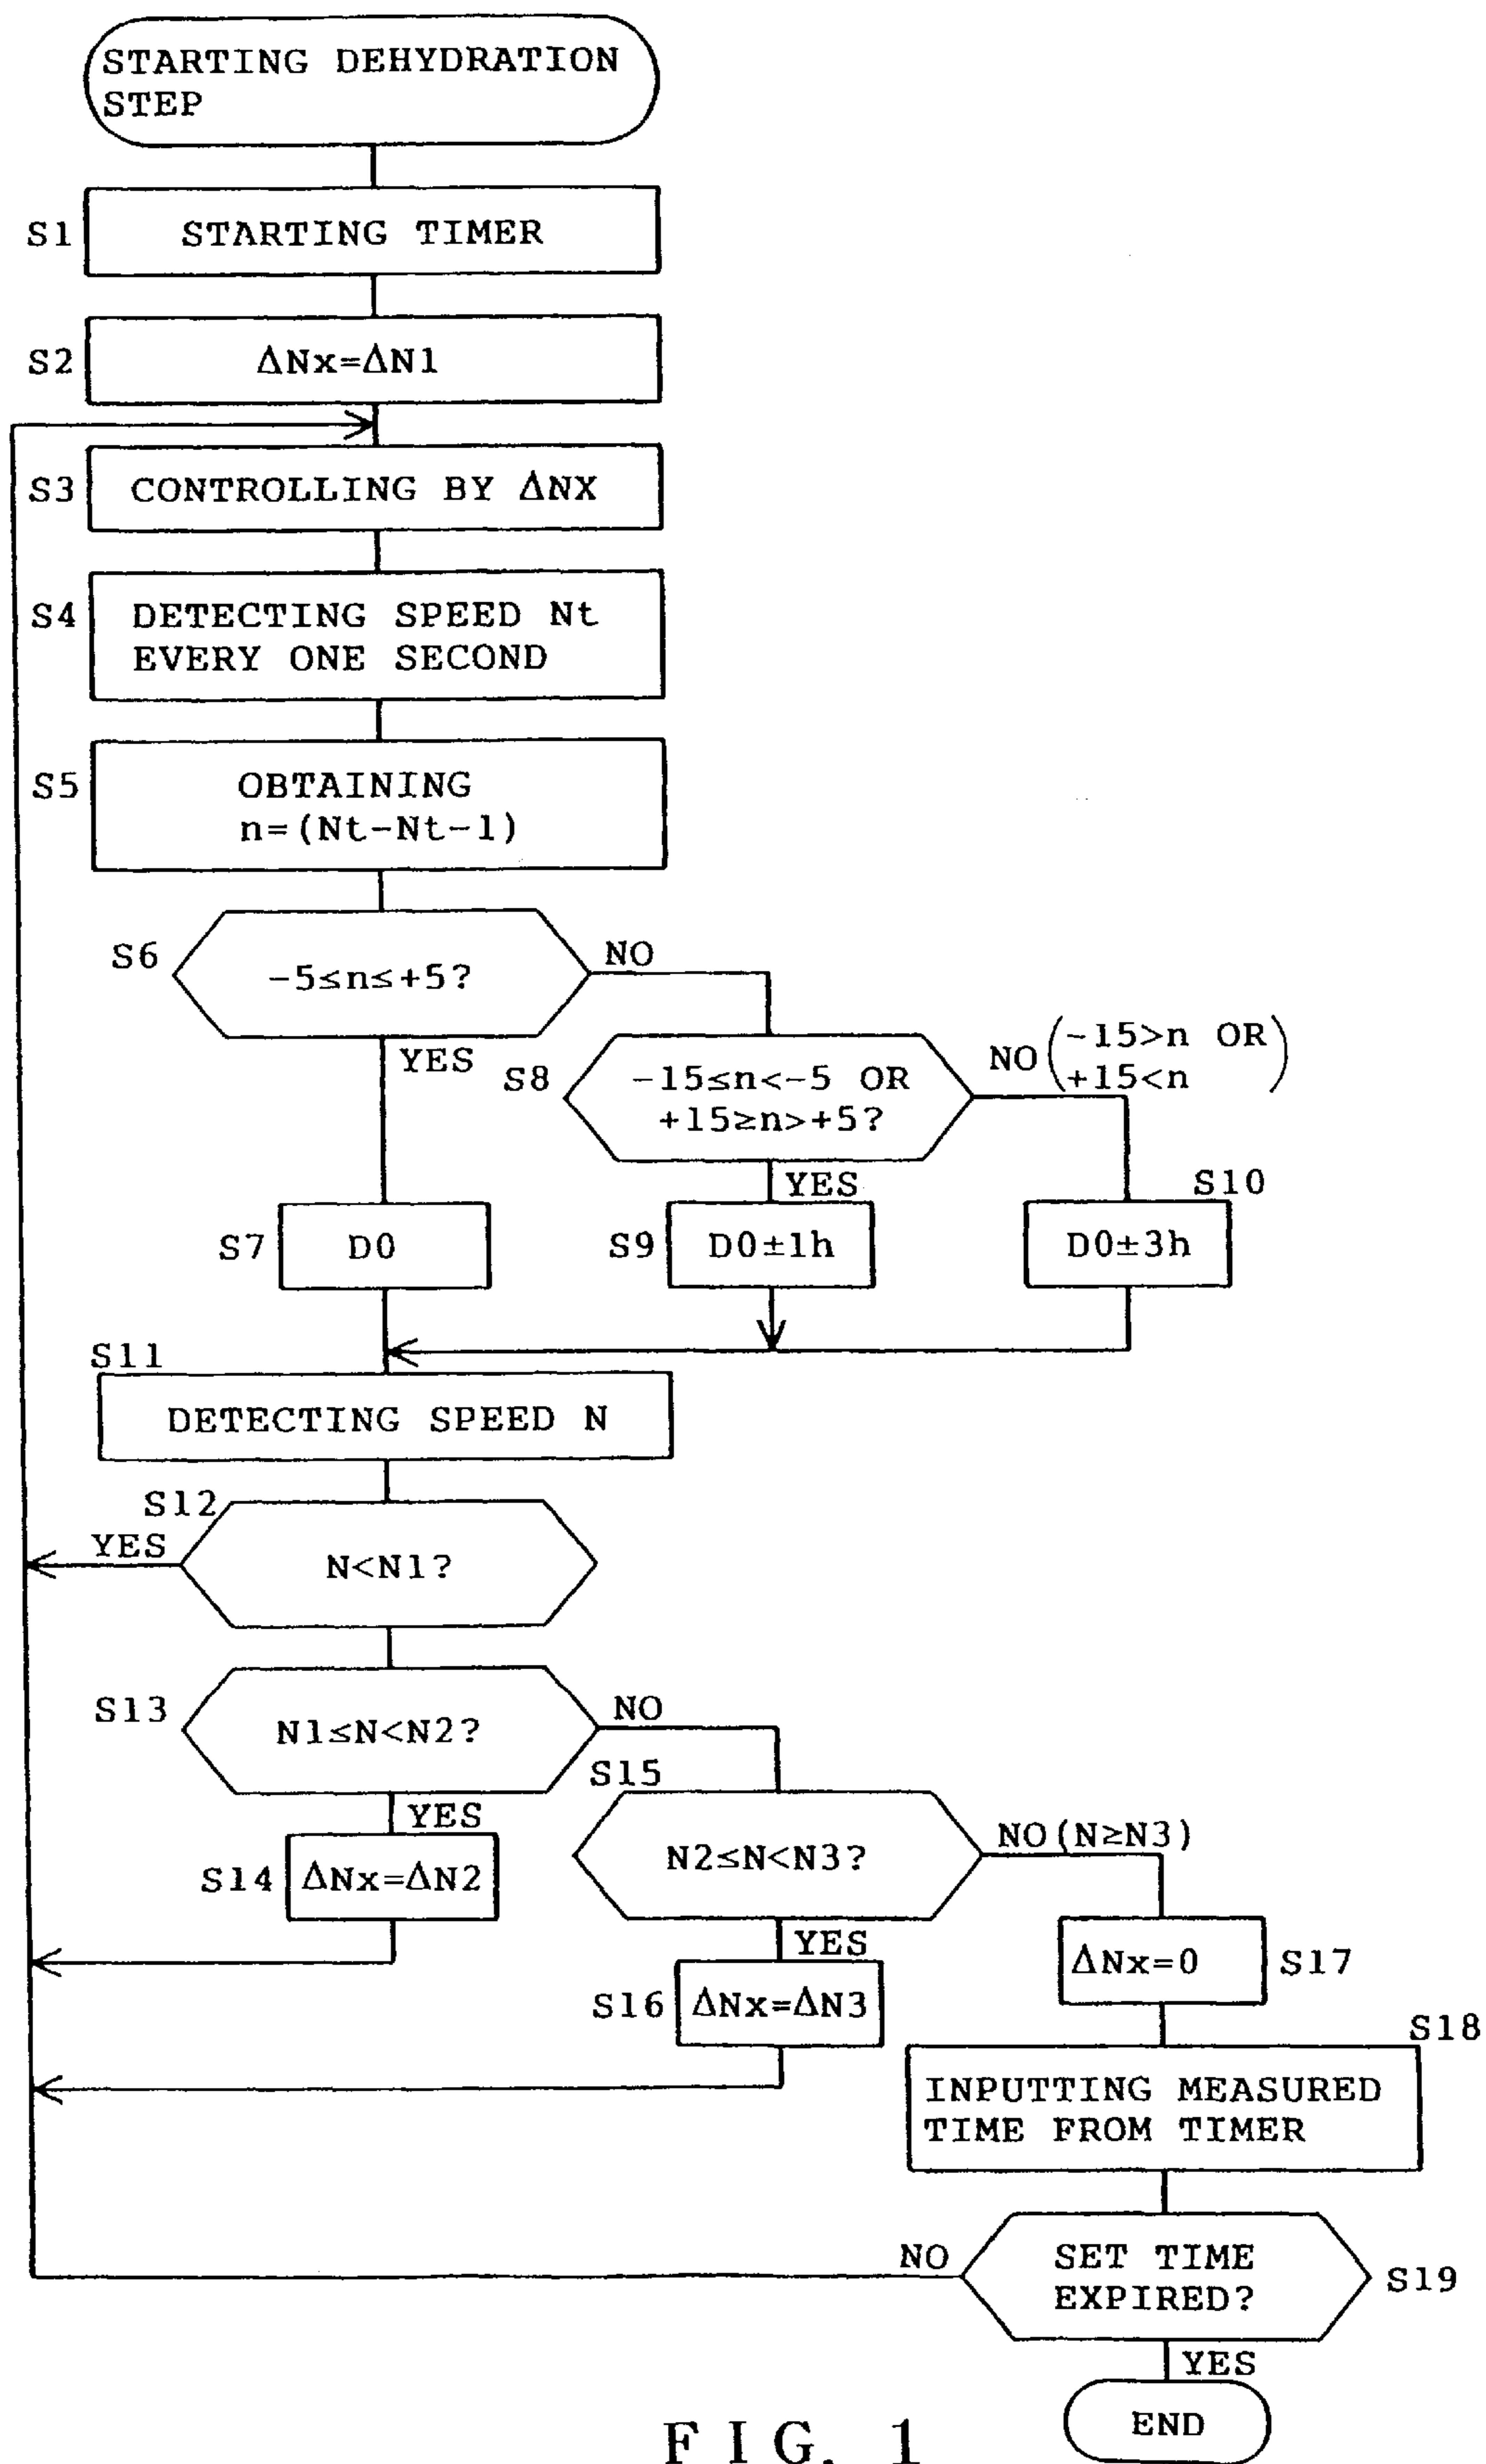 STARTING DEHYDRATION
STEP
S1
STARTING TIMER
S2
ΔNx=ΔN1
S3
CONTROLLING BY ΔNX
S4
DETECTING SPEED Nt
EVERY ONE SECOND
S5
OBTAINING
n=(Nt-Nt-1)
S6
-5≤n≤+5?
NO
YES
S8
-15≤n<-5 OR
+15≥n>+5?
NO (-15>n OR
+15<n)
YES
S7
D0
S9
D0±1h
S10
D0±3h
S11
DETECTING SPEED N
S12
YES
N<N1?
S13
N1≤N<N2?
NO
YES
S14
ΔNx=ΔN2
S15
N2≤N<N3?
NO(N≥N3)
YES
S16
ΔNx=ΔN3
ΔNx=0
S17
S18
INPUTTING MEASURED
TIME FROM TIMER
NO
SET TIME
EXPIRED?
S19
YES
END
FIG. 1